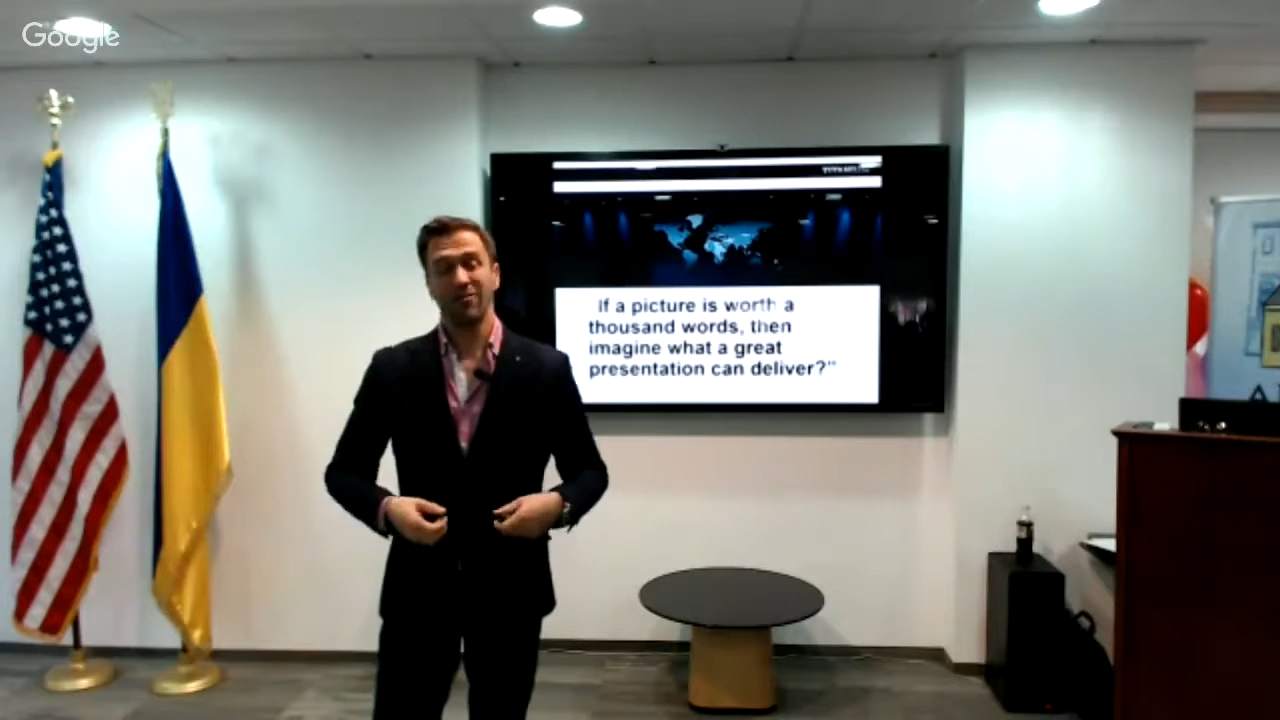 Google
If a picture is worth a
thousand words, then
imagine what a great
presentation can deliver?"